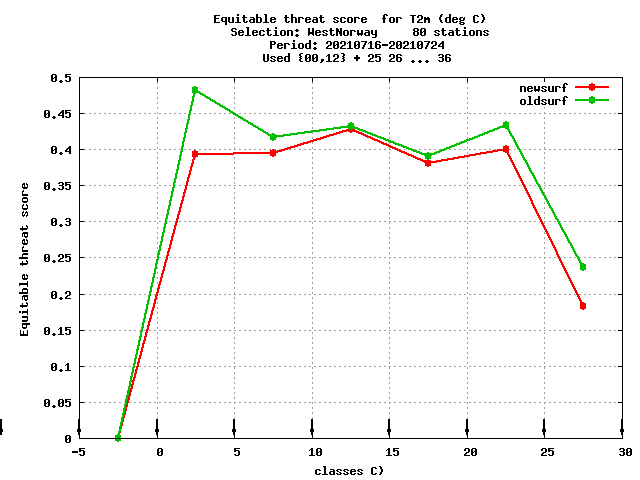 Equitable threat score  for T2m (deg C)
Selection: WestNorway     80 stations
Period: 20210716-20210724
Used {00,12} + 25 26 ... 36
newsurf
oldsurf
Equitable threat score
0.5
0.45
0.4
0.35
0.3
0.25
0.2
0.15
0.1
0.05
0
-5 0 5 10 15 20 25 30
classes C)